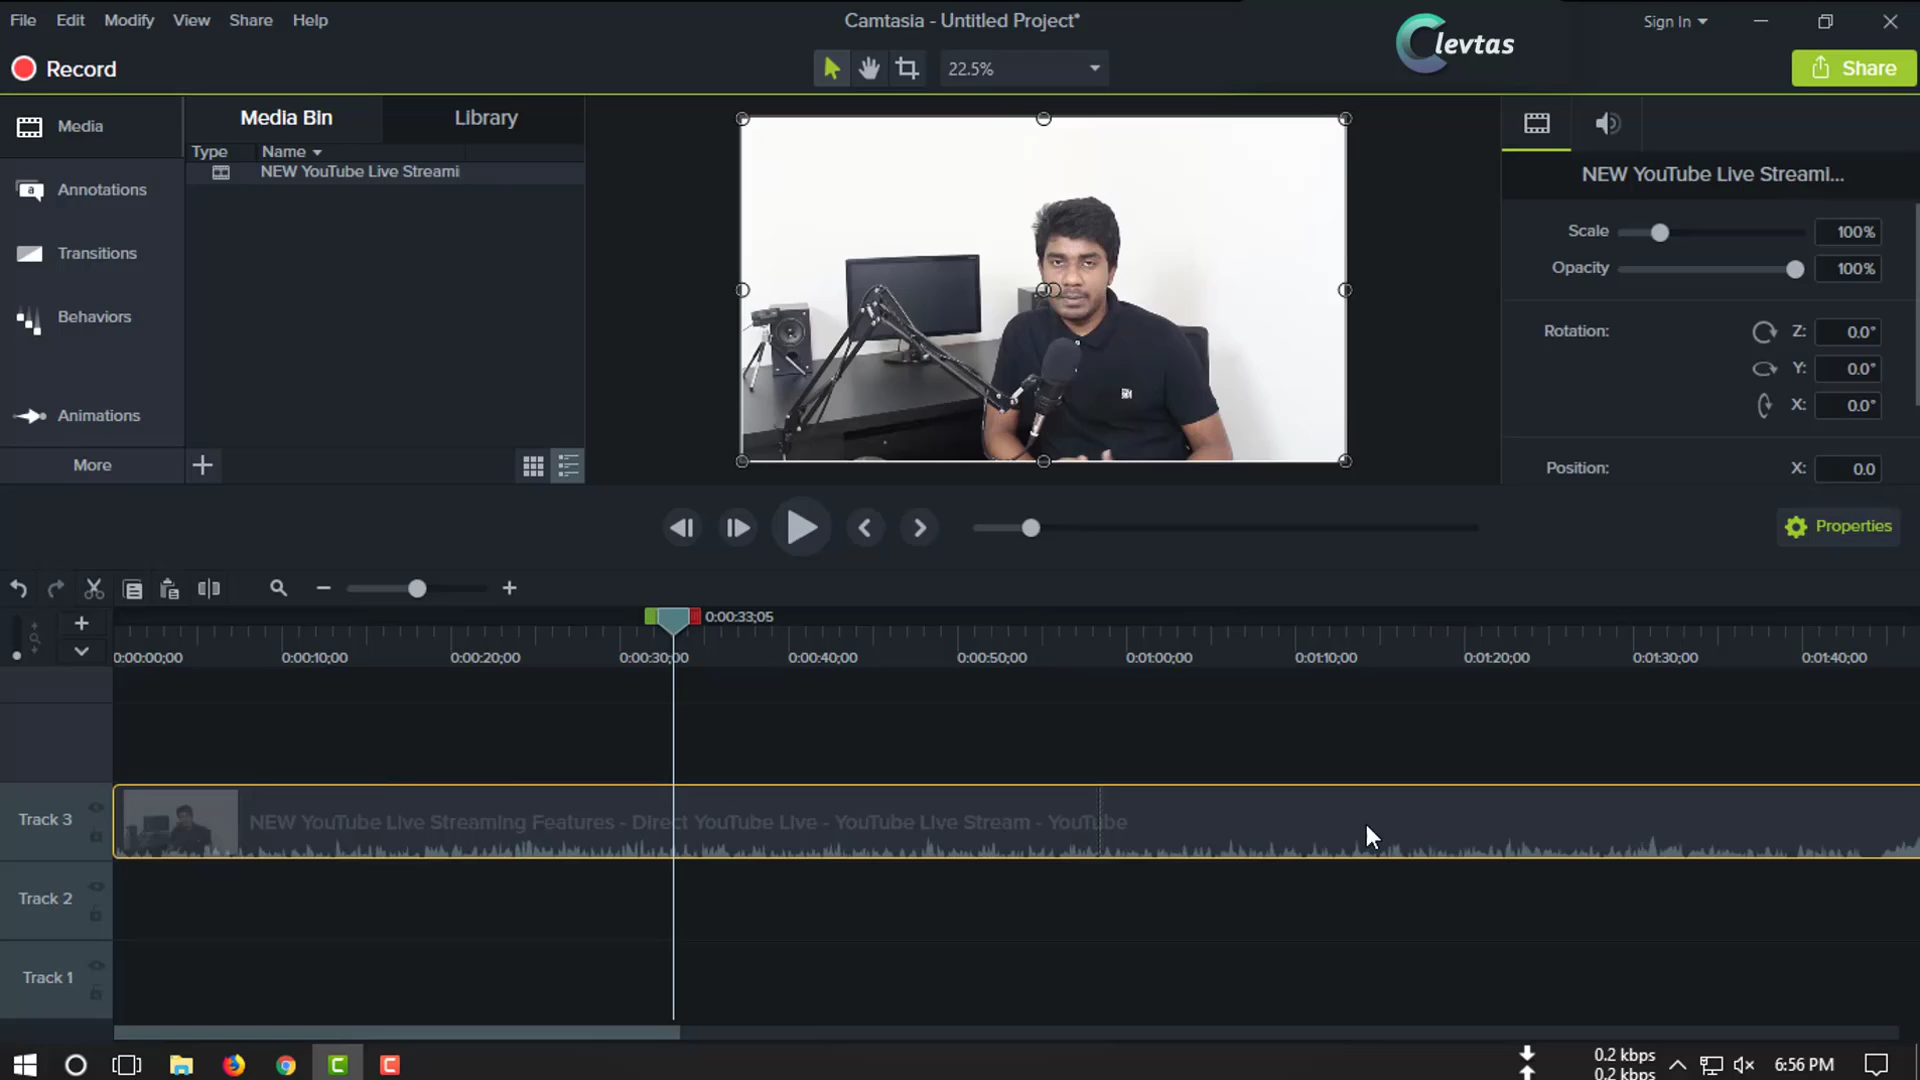 File Edit Modify View Share Help
Camtasia - Untitled Project*
Clevtas
Sign In
Record
22.5%
Share
Media
Media Bin
Library
Type Name
NEW YouTube Live Streami
Annotations
Transitions
Behaviors
Animations
More
NEW YouTube Live Streami...
Scale 100%
Opacity 100%
Rotation: Z: 0.0°
Y: 0.0°
X: 0.0°
Position: X: 0.0
Properties
0:00:33;05
0:00:00;00 0:00:10;00 0:00:20;00 0:00:30;00 0:00:40;00 0:00:50;00 0:01:00;00 0:01:10;00 0:01:20;00 0:01:30;00 0:01:40;00
Track 3
NEW YouTube Live Streaming Features - Direct YouTube Live - YouTube Live Stream - YouTube
Track 2
Track 1
0.2 kbps
0.2 kbps
6:56 PM